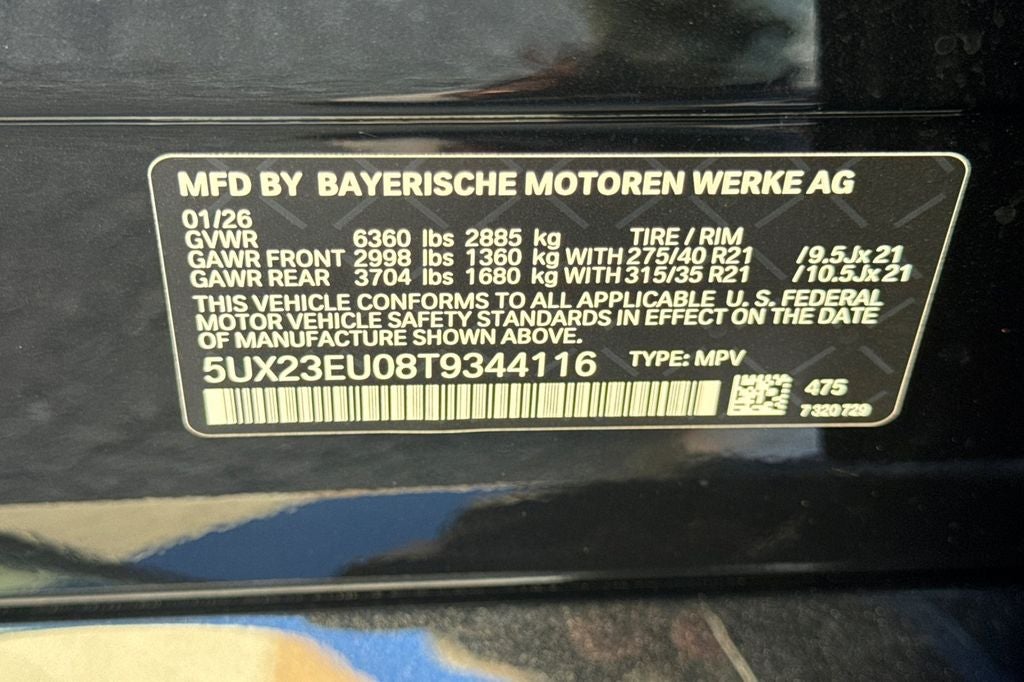 MFD BY BAYERISCHE MOTOREN WERKE AG
01/26
GVWR 6360 lbs 2885 kg TIRE / RIM
GAWR FRONT 2998 lbs 1360 kg WITH 275/40 R21 /9.5Jx21
GAWR REAR 3704 lbs 1680 kg WITH 315/35 R21 /10.5Jx21
THIS VEHICLE CONFORMS TO ALL APPLICABLE U. S. FEDERAL
MOTOR VEHICLE SAFETY STANDARDS IN EFFECT ON THE DATE
OF MANUFACTURE SHOWN ABOVE.
5UX23EU08T9344116 TYPE: MPV
475
7320729